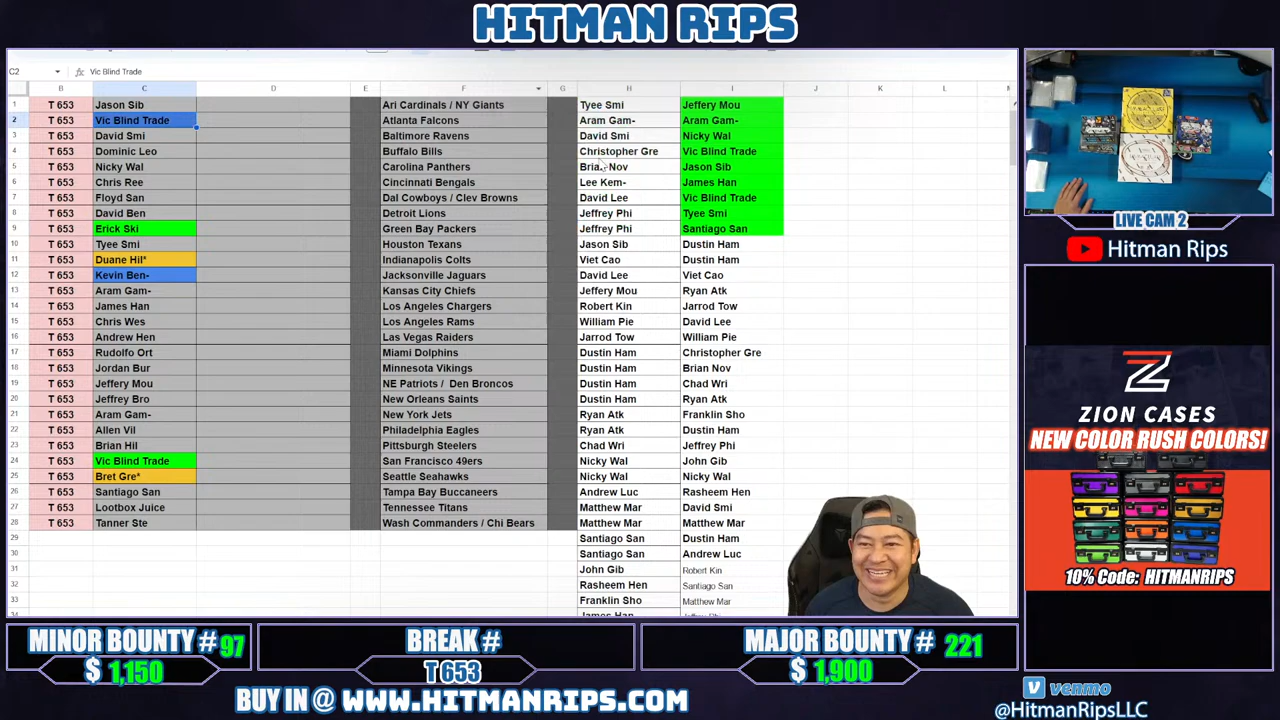 HITMAN RIPS
C2 fx Vic Blind Trade
B C D E F G H I J K L M
1 T 653 Jason Sib Ari Cardinals / NY Giants Tyee Smi Jeffery Mou
2 T 653 Vic Blind Trade Atlanta Falcons Aram Gam- Aram Gam-
3 T 653 David Smi Baltimore Ravens David Smi Nicky Wal
4 T 653 Dominic Leo Buffalo Bills Christopher Gre Vic Blind Trade
5 T 653 Nicky Wal Carolina Panthers Brian Nov Jason Sib
6 T 653 Chris Ree Cincinnati Bengals Lee Kem- James Han
7 T 653 Floyd San Dal Cowboys / Clev Browns David Lee Vic Blind Trade
8 T 653 David Ben Detroit Lions Jeffrey Phi Tyee Smi
9 T 653 Erick Ski Green Bay Packers Jeffrey Phi Santiago San
10 T 653 Tyee Smi Houston Texans Jason Sib Dustin Ham
11 T 653 Duane Hil* Indianapolis Colts Viet Cao Dustin Ham
12 T 653 Kevin Ben- Jacksonville Jaguars David Lee Viet Cao
13 T 653 Aram Gam- Kansas City Chiefs Jeffery Mou Ryan Atk
14 T 653 James Han Los Angeles Chargers Robert Kin Jarrod Tow
15 T 653 Chris Wes Los Angeles Rams William Pie David Lee
16 T 653 Andrew Hen Las Vegas Raiders Jarrod Tow William Pie
17 T 653 Rudolfo Ort Miami Dolphins Dustin Ham Christopher Gre
18 T 653 Jordan Bur Minnesota Vikings Dustin Ham Brian Nov
19 T 653 Jeffery Mou NE Patriots / Den Broncos Dustin Ham Chad Wri
20 T 653 Jeffrey Bro New Orleans Saints Dustin Ham Ryan Atk
21 T 653 Aram Gam- New York Jets Ryan Atk Franklin Sho
22 T 653 Allen Vil Philadelphia Eagles Ryan Atk Dustin Ham
23 T 653 Brian Hil Pittsburgh Steelers Chad Wri Jeffrey Phi
24 T 653 Vic Blind Trade San Francisco 49ers Nicky Wal John Gib
25 T 653 Bret Gre* Seattle Seahawks Nicky Wal Nicky Wal
26 T 653 Santiago San Tampa Bay Buccaneers Andrew Luc Rasheem Hen
27 T 653 Lootbox Juice Tennessee Titans Matthew Mar David Smi
28 T 653 Tanner Ste Wash Commanders / Chi Bears Matthew Mar Matthew Mar
29 Santiago San Dustin Ham
30 Santiago San Andrew Luc
31 John Gib Robert Kin
32 Rasheem Hen Santiago San
33 Franklin Sho Matthew Mar
34 James Han Jeffrey Phi
LIVE CAM 2
Hitman Rips
ZION CASES
NEW COLOR RUSH COLORS!
10% Code: HITMANRIPS
MINOR BOUNTY # 97
$ 1,150
BREAK #
T 653
MAJOR BOUNTY # 221
$ 1,900
BUY IN @ WWW.HITMANRIPS.COM
venmo
@HitmanRipsLLC